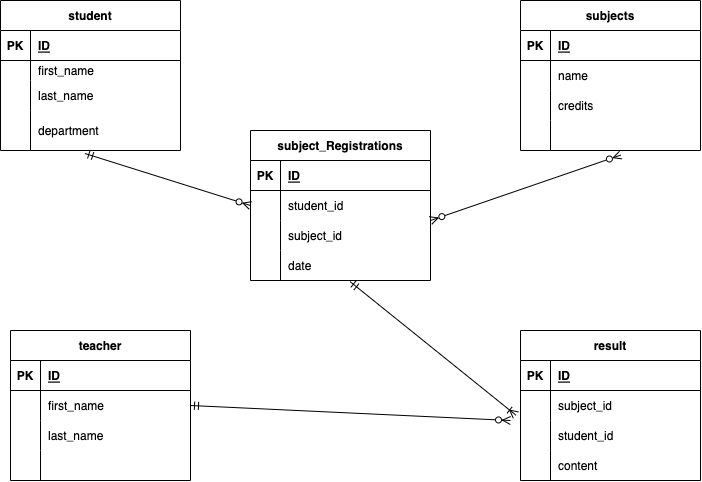 student
PK ID
first_name
last_name
department
subjects
PK ID
name
credits
subject_Registrations
PK ID
student_id
subject_id
date
teacher
PK ID
first_name
last_name
result
PK ID
subject_id
student_id
content